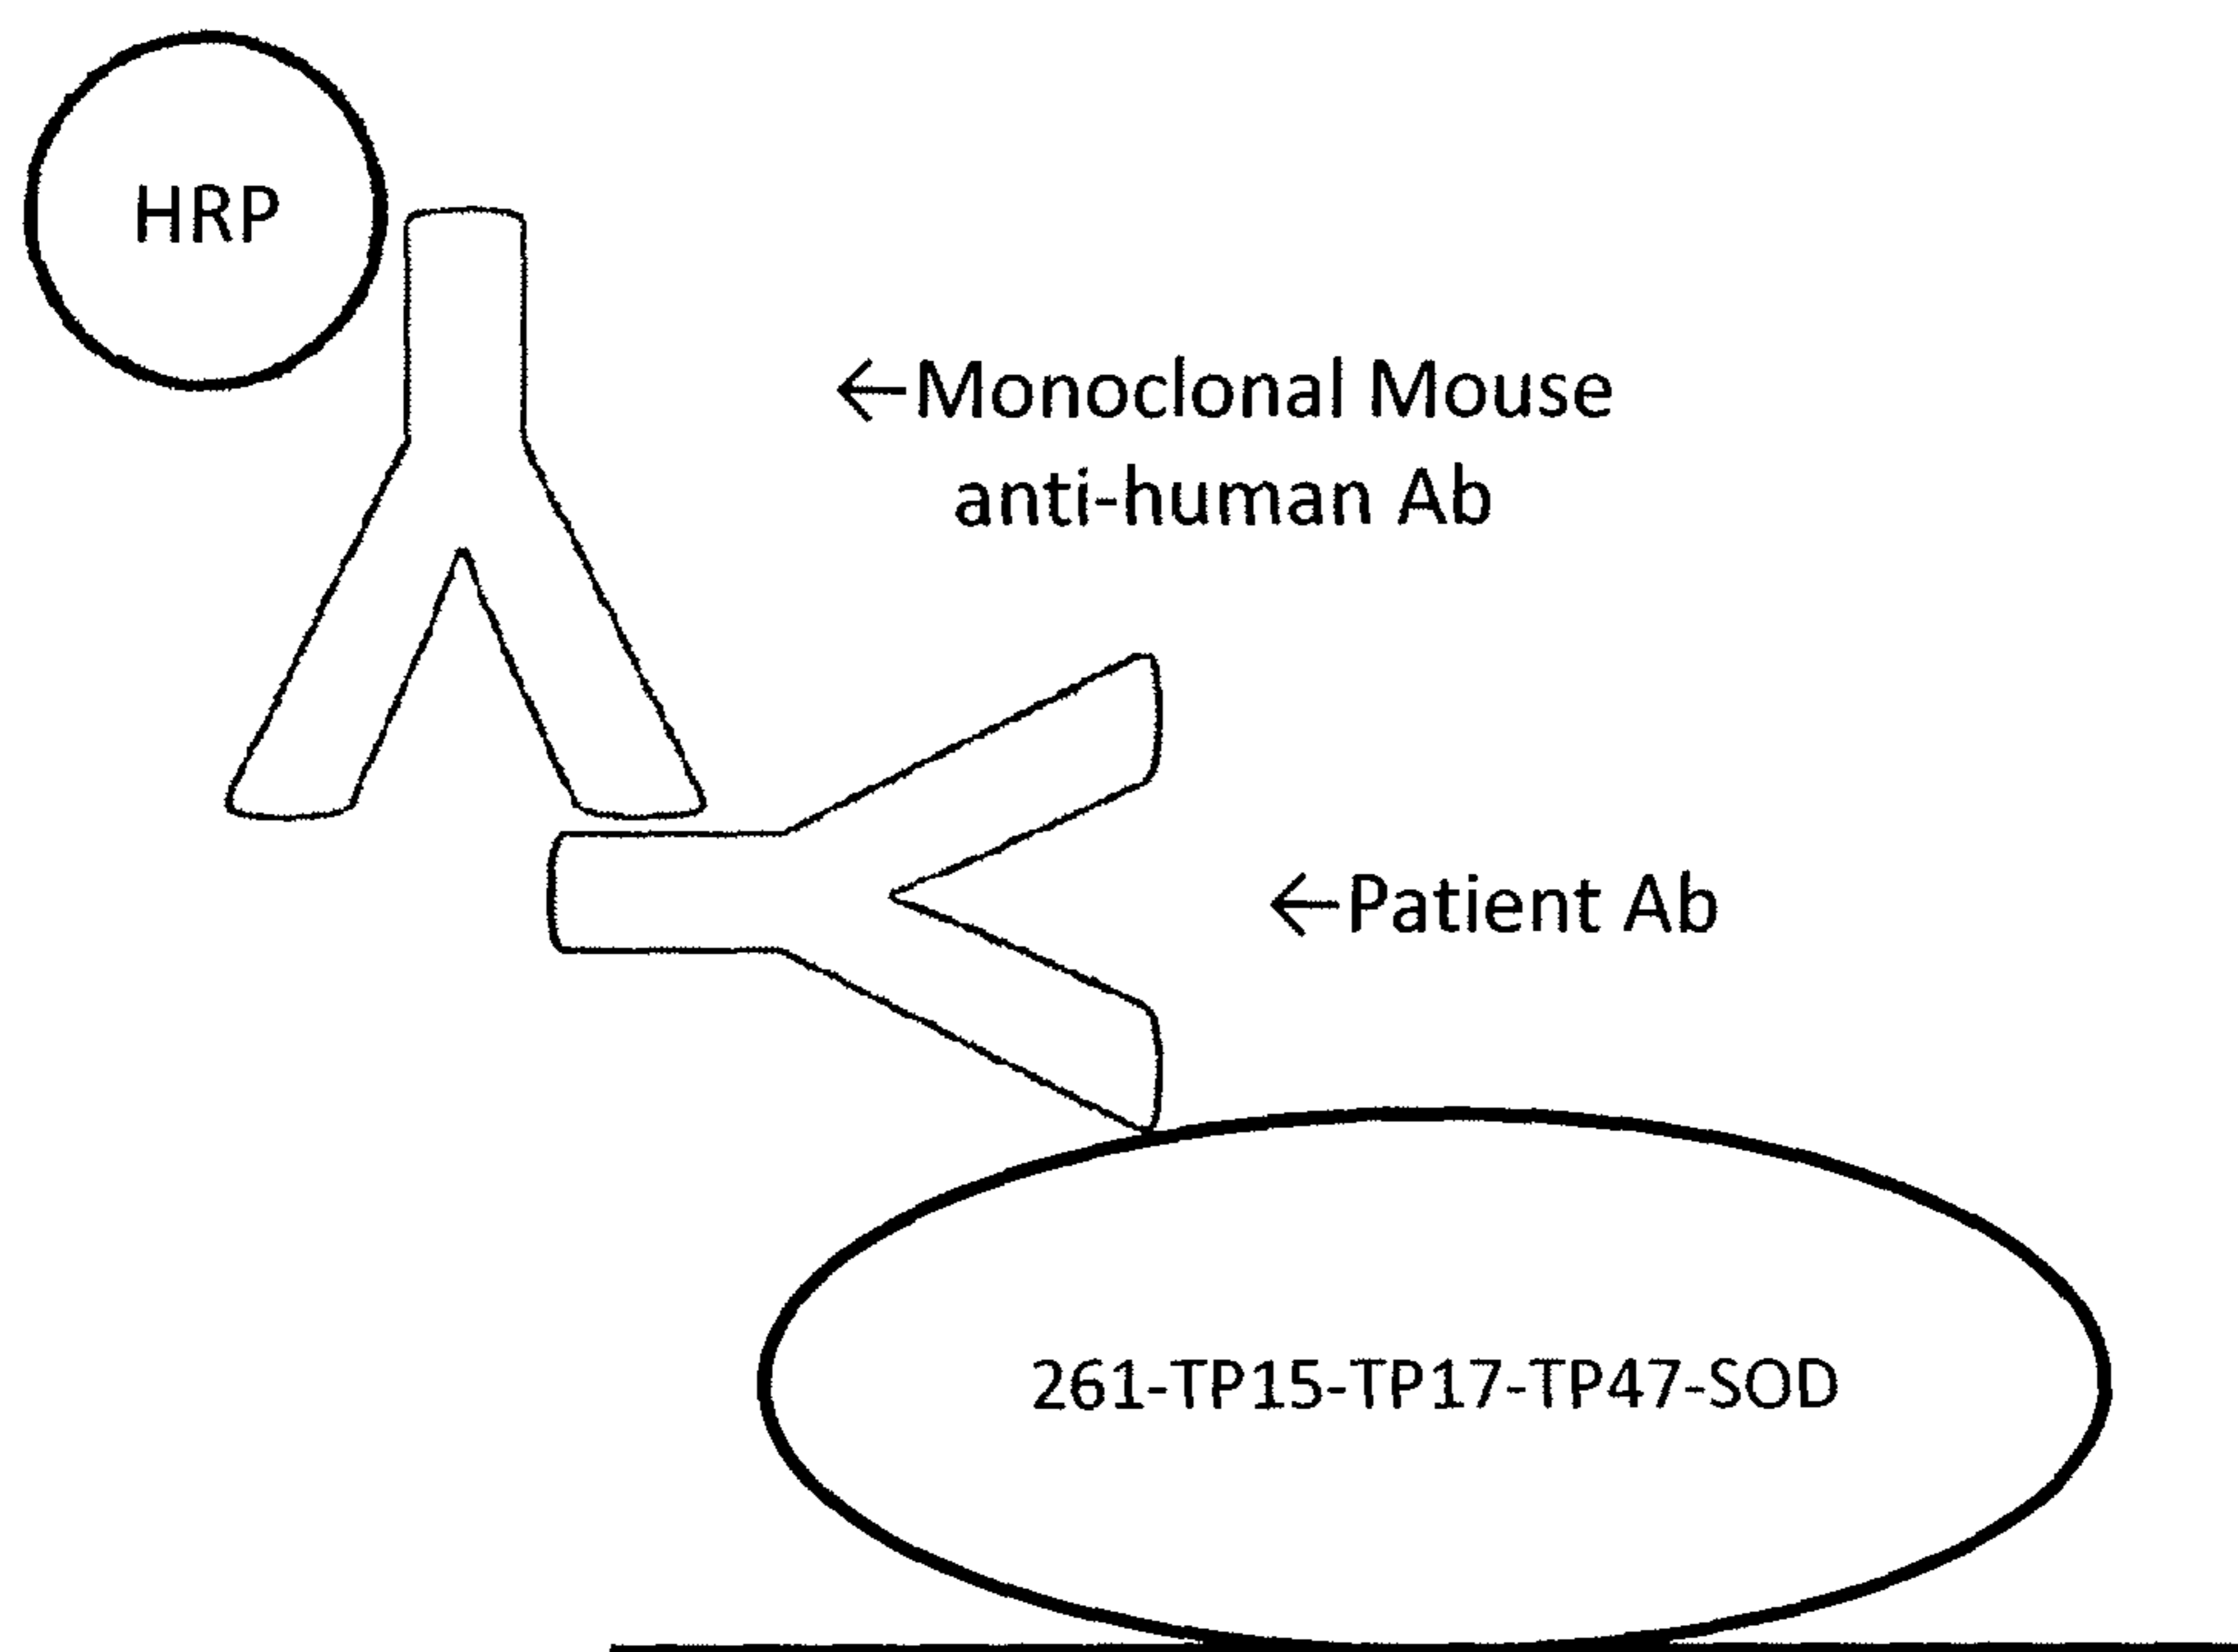 HRP
←Monoclonal Mouse
anti-human Ab
←Patient Ab
261-TP15-TP17-TP47-SOD